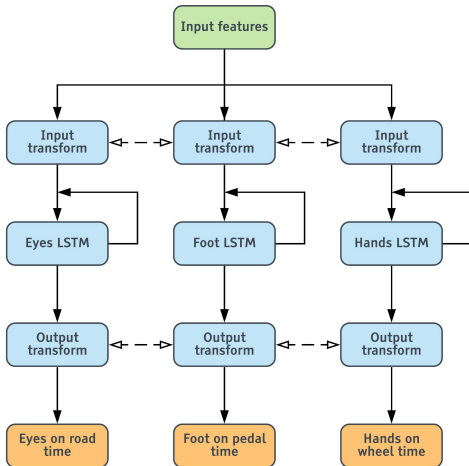 Input features
Input
transform
Input
transform
Input
transform
Eyes LSTM
Foot LSTM
Hands LSTM
Output
transform
Output
transform
Output
transform
Eyes on road
time
Foot on pedal
time
Hands on
wheel time